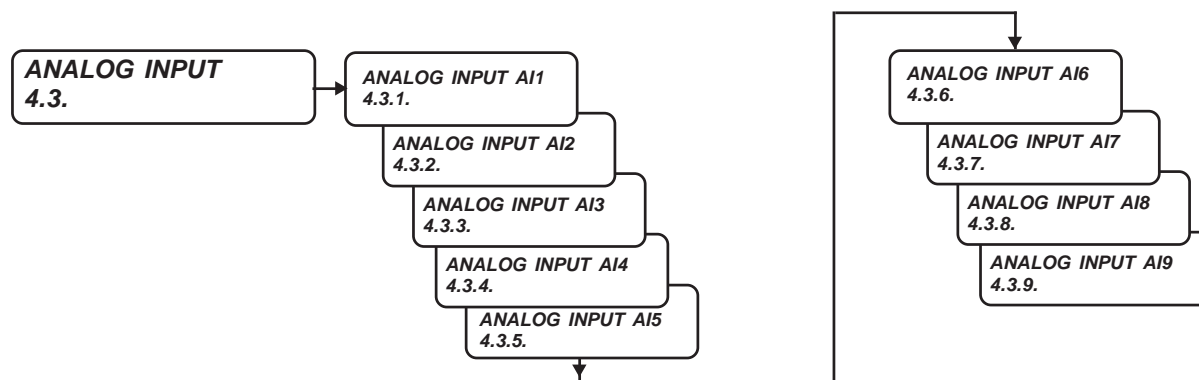 ANALOG INPUT
4.3.
ANALOG INPUT AI1
4.3.1.
ANALOG INPUT AI2
4.3.2.
ANALOG INPUT AI3
4.3.3.
ANALOG INPUT AI4
4.3.4.
ANALOG INPUT AI5
4.3.5.
ANALOG INPUT AI6
4.3.6.
ANALOG INPUT AI7
4.3.7.
ANALOG INPUT AI8
4.3.8.
ANALOG INPUT AI9
4.3.9.